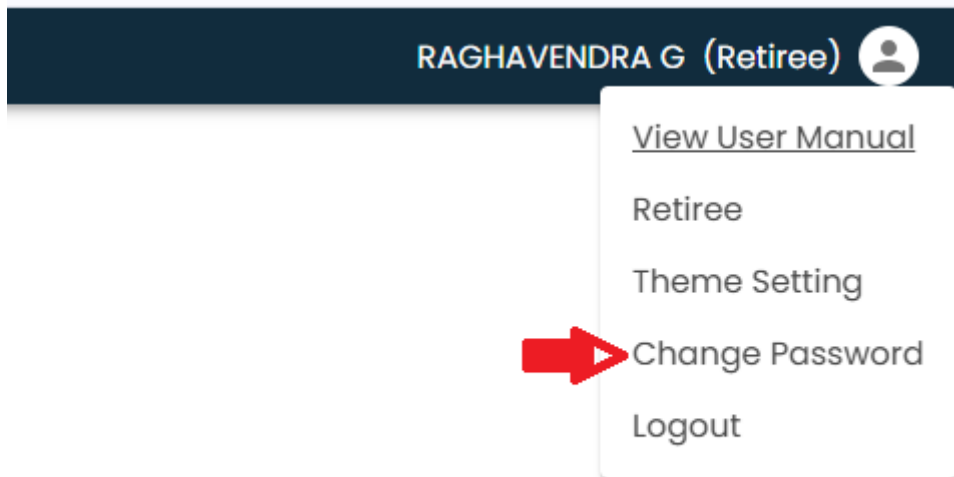 RAGHAVENDRA G (Retiree)
View User Manual
Retiree
Theme Setting
Change Password
Logout